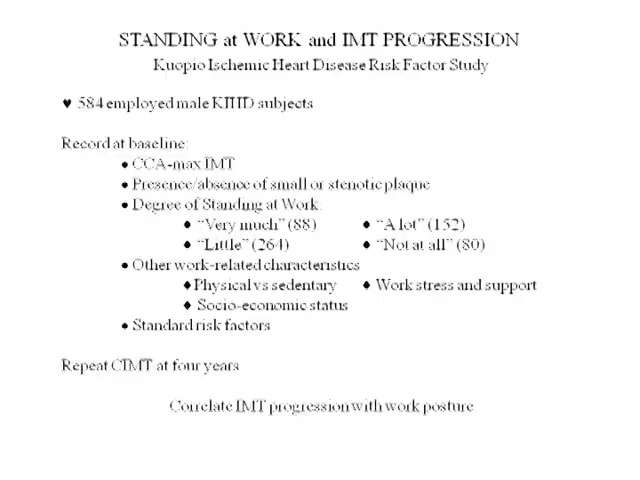 STANDING at WORK and IMT PROGRESSION
Kuopio Ischemic Heart Disease Risk Factor Study
♥ 584 employed male KIHD subjects
Record at baseline:
● CCA-max IMT
● Presence/absence of small or stenotic plaque
● Degree of Standing at Work:
♦ “Very much” (88) ♦ “A lot” (152)
♦ “Little” (264) ♦ “Not at all” (80)
● Other work-related characteristics
♦Physical vs sedentary ♦ Work stress and support
♦ Socio-economic status
● Standard risk factors
Repeat CIMT at four years
Correlate IMT progression with work posture